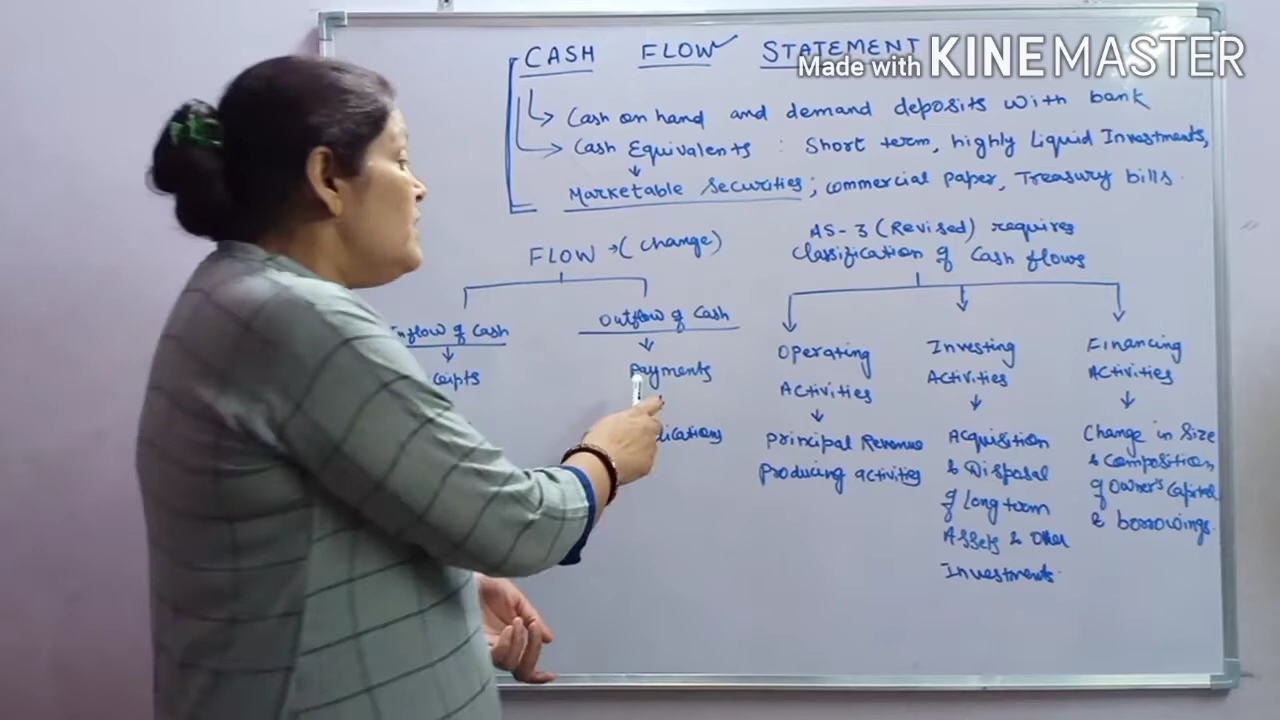 CASH FLOW STATEMENT
Made with KINEMASTER
Cash on hand and demand deposits with bank
Cash Equivalents : Short term, highly Liquid Investments,
Marketable Securities; Commercial paper, Treasury bills.
FLOW → (Change)
Inflow of Cash
Outflow of Cash
Payments
AS-3 (Revised) requires
Classification of Cash flows
Operating
Activities
Principal Revenue
Producing activities
Investing
Activities
Acquisition
& Disposal
of Long term
Assets & Other
Investments.
Financing
Activities
Change in Size
& Composition
of Owner's Capital
& borrowings.